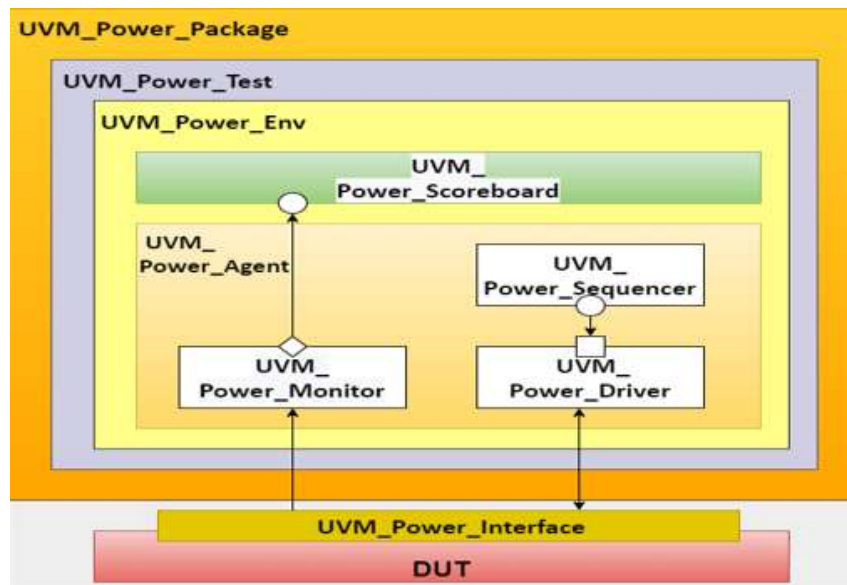 UVM_Power_Package
UVM_Power_Test
UVM_Power_Env
UVM_
Power_Scoreboard
UVM_
Power_Agent
UVM_
Power_Sequencer
UVM_
Power_Monitor
UVM_
Power_Driver
UVM_Power_Interface
DUT